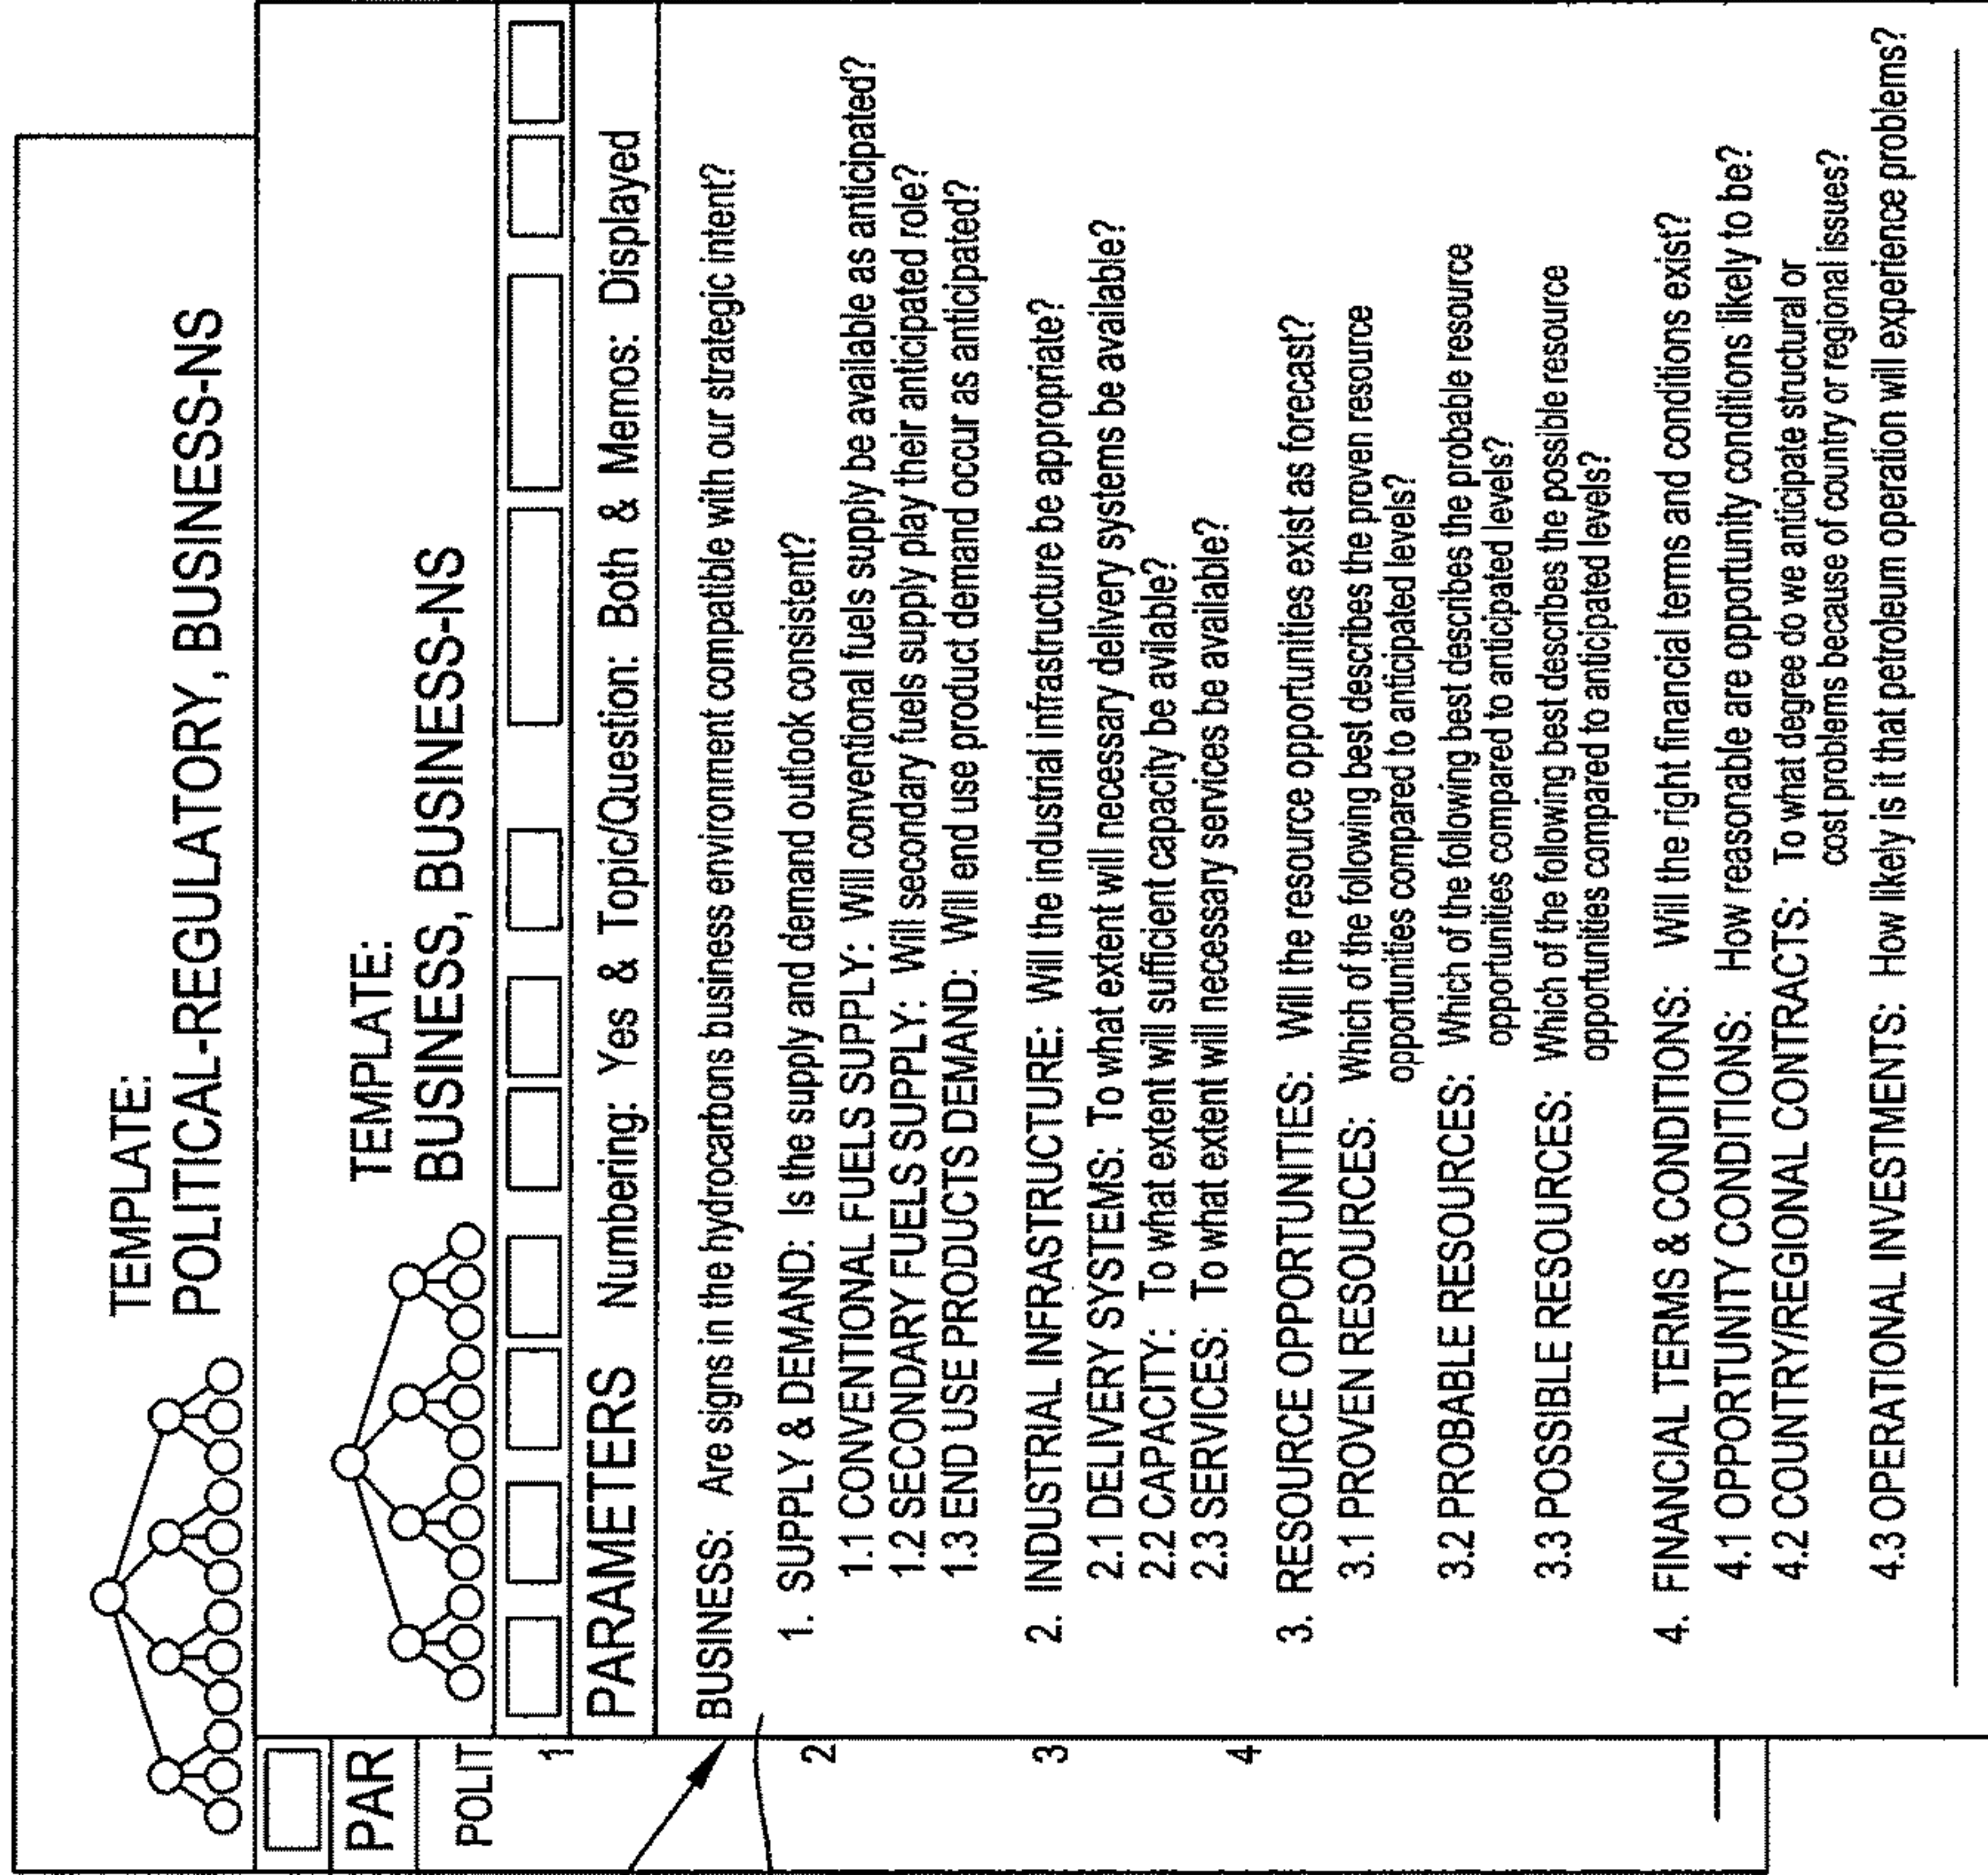 TEMPLATE:
POLITICAL-REGULATORY, BUSINESS-NS
PAR
POLIT
1
2
3
4
TEMPLATE:
BUSINESS, BUSINESS-NS
PARAMETERS Numbering: Yes & Topic/Question: Both & Memos: Displayed
BUSINESS: Are signs in the hydrocarbons business environment compatible with our strategic intent?
1. SUPPLY & DEMAND: Is the supply and demand outlook consistent?
1.1 CONVENTIONAL FUELS SUPPLY: Will conventional fuels supply be available as anticipated?
1.2 SECONDARY FUELS SUPPLY: Will secondary fuels supply play their anticipated role?
1.3 END USE PRODUCTS DEMAND: Will end use product demand occur as anticipated?
2. INDUSTRIAL INFRASTRUCTURE: Will the industrial infrastructure be appropriate?
2.1 DELIVERY SYSTEMS: To what extent will necessary delivery systems be available?
2.2 CAPACITY: To what extent will sufficient capacity be avilable?
2.3 SERVICES: To what extent will necessary services be available?
3. RESOURCE OPPORTUNITIES: Will the resource opportunities exist as forecast?
3.1 PROVEN RESOURCES: Which of the following best describes the proven resource
opportunities compared to anticipated levels?
3.2 PROBABLE RESOURCES: Which of the following best describes the probable resource
opportunities compared to anticipated levels?
3.3 POSSIBLE RESOURCES: Which of the following best describes the possible resource
opportunities compared to anticipated levels?
4. FINANCIAL TERMS & CONDITIONS: Will the right financial terms and conditions exist?
4.1 OPPORTUNITY CONDITIONS: How reasonable are opportunity conditions likely to be?
4.2 COUNTRY/REGIONAL CONTRACTS: To what degree do we anticipate structural or
cost problems because of country or regional issues?
4.3 OPERATIONAL INVESTMENTS: How likely is it that petroleum operation will experience problems?